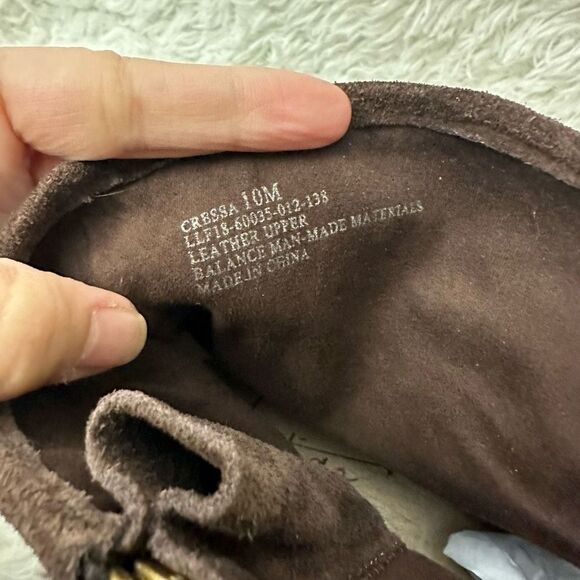 CRESSA 10M
LLF18-60035-012-138
LEATHER UPPER
BALANCE MAN-MADE MATERIALS
MADE IN CHINA